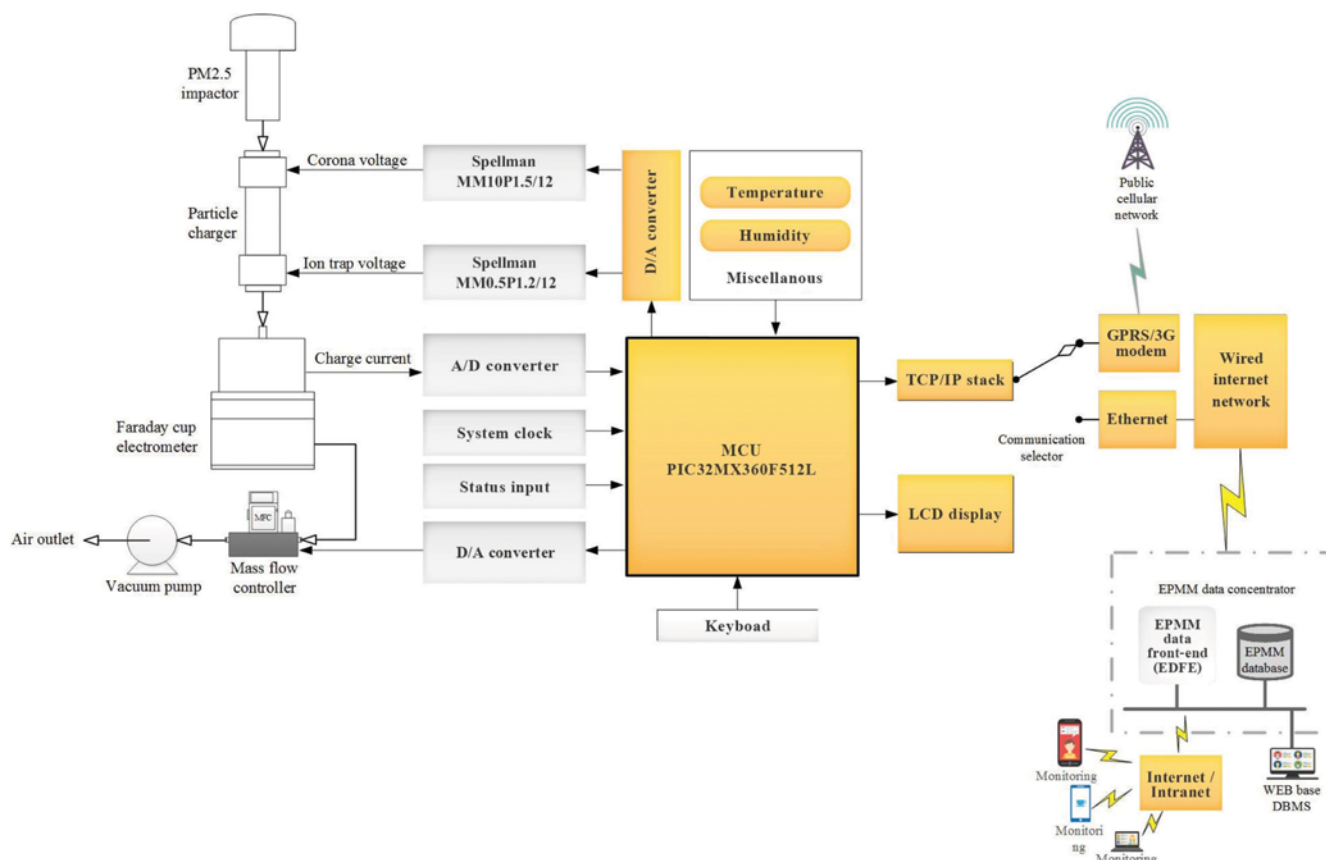 PM2.5
impactor
Corona voltage
Spellman
MM10P1.5/12
Particle
charger
Ion trap voltage
Spellman
MM0.5P1.2/12
D/A converter
Temperature
Humidity
Miscellanous
Public
cellular
network
GPRS/3G
modem
Wired
internet
network
TCP/IP stack
Ethernet
Communication
selector
Charge current
A/D converter
Faraday cup
electrometer
System clock
Status input
MCU
PIC32MX360F512L
LCD display
MFC
Air outlet
D/A converter
Vacuum pump
Mass flow
controller
Keyboad
EPMM data concentrator
EPMM
data
front-end
(EDFE)
EPMM
database
Monitoring
Internet /
Intranet
WEB base
DBMS
Monitori
ng
Monitoring